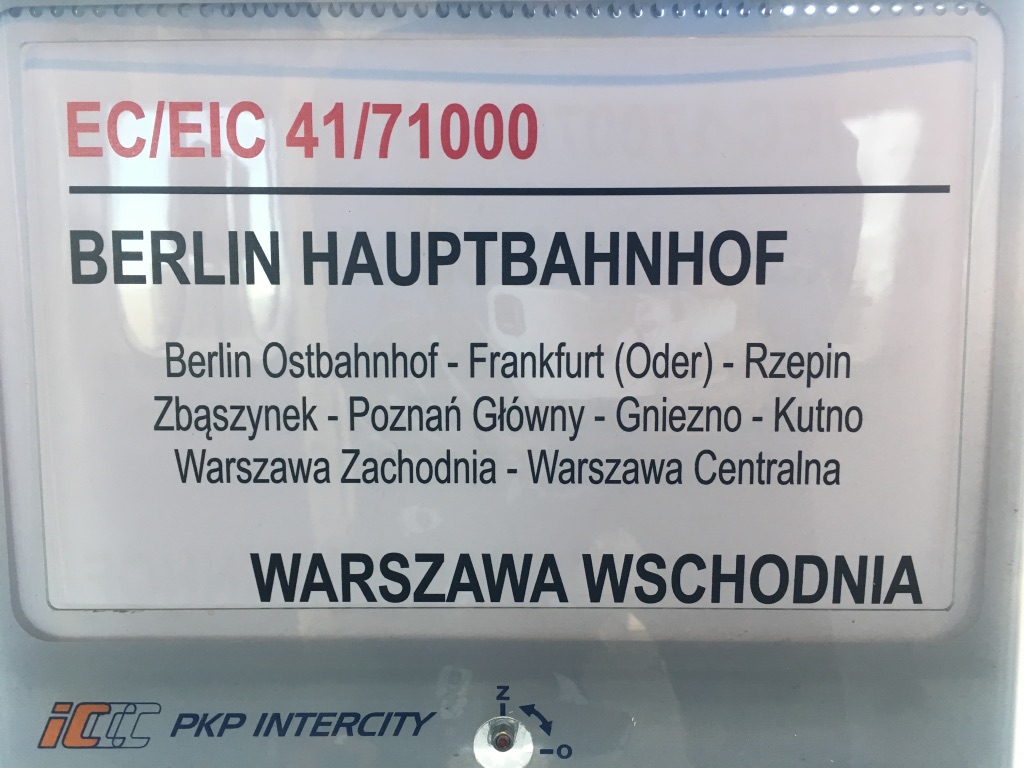 EC/EIC 41/71000
BERLIN HAUPTBAHNHOF
Berlin Ostbahnhof - Frankfurt (Oder) - Rzepin
Zbąszynek - Poznań Główny - Gniezno - Kutno
Warszawa Zachodnia - Warszawa Centralna
WARSZAWA WSCHODNIA
iC PKP INTERCITY
Z
O